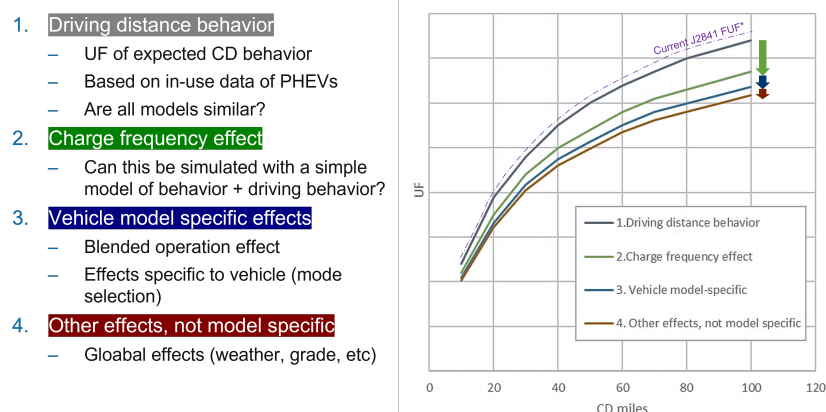 1. Driving distance behavior
– UF of expected CD behavior
– Based on in-use data of PHEVs
– Are all models similar?
2. Charge frequency effect
– Can this be simulated with a simple
model of behavior + driving behavior?
3. Vehicle model specific effects
– Blended operation effect
– Effects specific to vehicle (mode
selection)
4. Other effects, not model specific
– Gloabal effects (weather, grade, etc)
Current J2841 FUF*
UF
1.Driving distance behavior
2.Charge frequency effect
3. Vehicle model-specific
4. Other effects, not model specific
0 20 40 60 80 100 120
CD miles